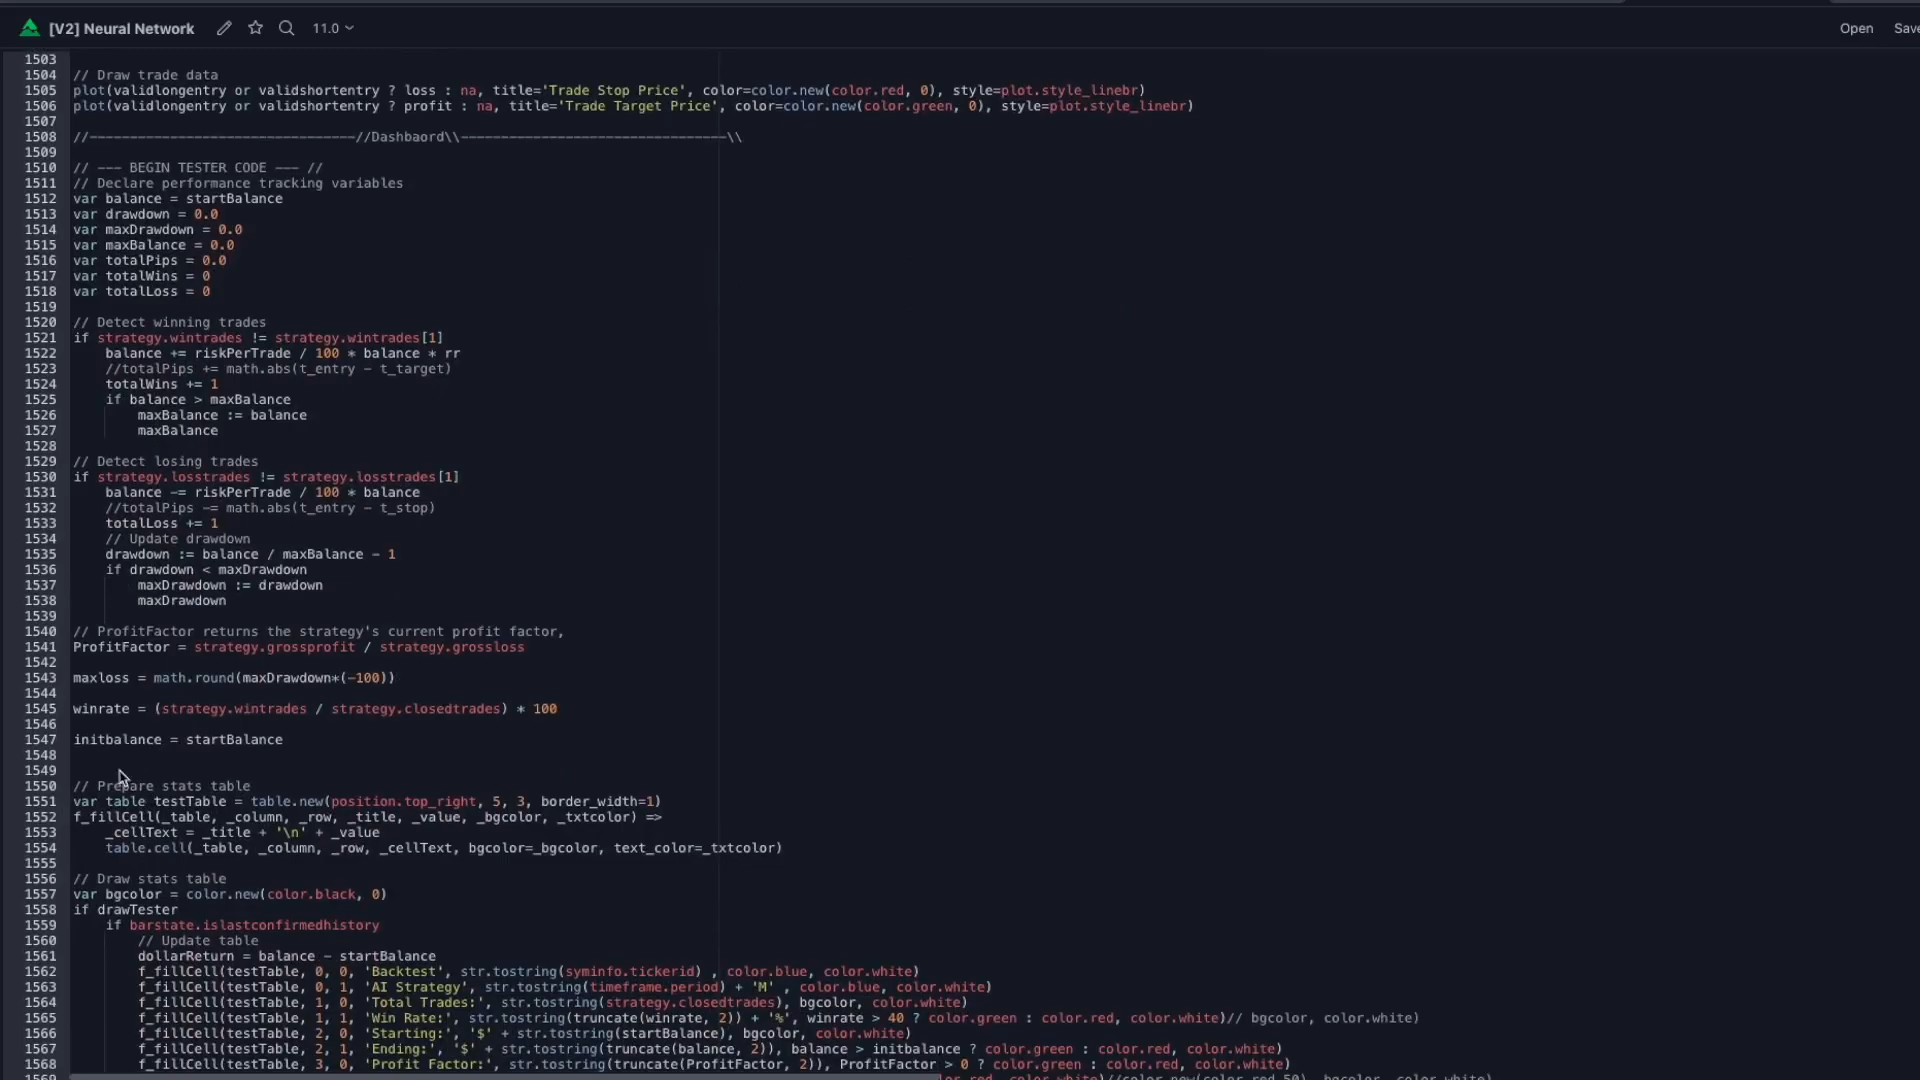 [V2] Neural Network 11.0 Open Save
1503
1504 // Draw trade data
1505 plot(validlongentry or validshortentry ? loss : na, title='Trade Stop Price', color=color.new(color.red, 0), style=plot.style_linebr)
1506 plot(validlongentry or validshortentry ? profit : na, title='Trade Target Price', color=color.new(color.green, 0), style=plot.style_linebr)
1507
1508 //---------------------------------//Dashbaord\\---------------------------------\\
1509
1510 // --- BEGIN TESTER CODE --- //
1511 // Declare performance tracking variables
1512 var balance = startBalance
1513 var drawdown = 0.0
1514 var maxDrawdown = 0.0
1515 var maxBalance = 0.0
1516 var totalPips = 0.0
1517 var totalWins = 0
1518 var totalLoss = 0
1519
1520 // Detect winning trades
1521 if strategy.wintrades != strategy.wintrades[1]
1522 balance += riskPerTrade / 100 * balance * rr
1523 //totalPips += math.abs(t_entry - t_target)
1524 totalWins += 1
1525 if balance > maxBalance
1526 maxBalance := balance
1527 maxBalance
1528
1529 // Detect losing trades
1530 if strategy.losstrades != strategy.losstrades[1]
1531 balance -= riskPerTrade / 100 * balance
1532 //totalPips -= math.abs(t_entry - t_stop)
1533 totalLoss += 1
1534 // Update drawdown
1535 drawdown := balance / maxBalance - 1
1536 if drawdown < maxDrawdown
1537 maxDrawdown := drawdown
1538 maxDrawdown
1539
1540 // ProfitFactor returns the strategy's current profit factor,
1541 ProfitFactor = strategy.grossprofit / strategy.grossloss
1542
1543 maxloss = math.round(maxDrawdown*(-100))
1544
1545 winrate = (strategy.wintrades / strategy.closedtrades) * 100
1546
1547 initbalance = startBalance
1548
1549
1550 // Prepare stats table
1551 var table testTable = table.new(position.top_right, 5, 3, border_width=1)
1552 f_fillCell(_table, _column, _row, _title, _value, _bgcolor, _txtcolor) =>
1553 _cellText = _title + '\n' + _value
1554 table.cell(_table, _column, _row, _cellText, bgcolor=_bgcolor, text_color=_txtcolor)
1555
1556 // Draw stats table
1557 var bgcolor = color.new(color.black, 0)
1558 if drawTester
1559 if barstate.islastconfirmedhistory
1560 // Update table
1561 dollarReturn = balance - startBalance
1562 f_fillCell(testTable, 0, 0, 'Backtest', str.tostring(syminfo.tickerid) , color.blue, color.white)
1563 f_fillCell(testTable, 0, 1, 'AI Strategy', str.tostring(timeframe.period) + 'M' , color.blue, color.white)
1564 f_fillCell(testTable, 1, 0, 'Total Trades:', str.tostring(strategy.closedtrades), bgcolor, color.white)
1565 f_fillCell(testTable, 1, 1, 'Win Rate:', str.tostring(truncate(winrate, 2)) + '%', winrate > 40 ? color.green : color.red, color.white)// bgcolor, color.white)
1566 f_fillCell(testTable, 2, 0, 'Starting:', '$' + str.tostring(startBalance), bgcolor, color.white)
1567 f_fillCell(testTable, 2, 1, 'Ending:', '$' + str.tostring(truncate(balance, 2)), balance > initbalance ? color.green : color.red, color.white)
1568 f_fillCell(testTable, 3, 0, 'Profit Factor:', str.tostring(truncate(ProfitFactor, 2)), ProfitFactor > 0 ? color.green : color.red, color.white)
1569